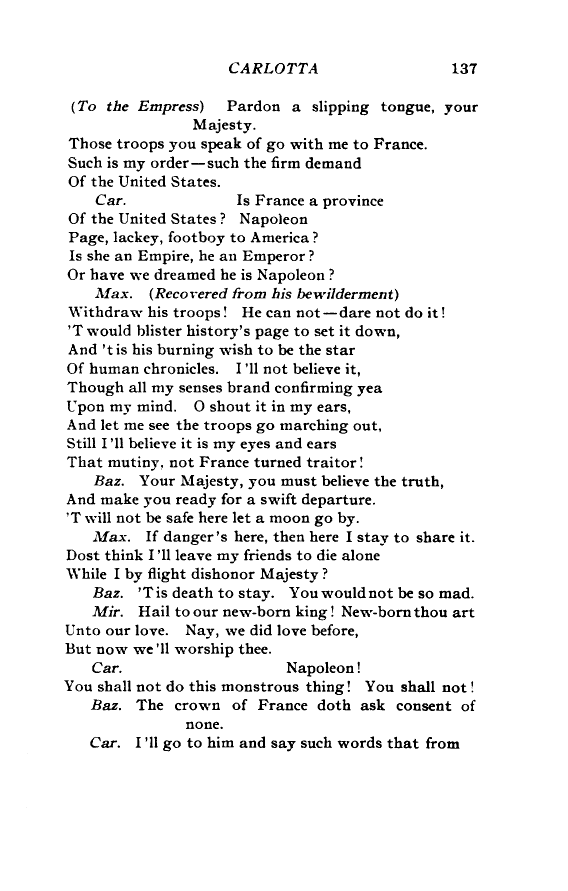 CARLOTTA 137
(To the Empress) Pardon a slipping tongue, your
Majesty.
Those troops you speak of go with me to France.
Such is my order—such the firm demand
Of the United States.
Car. Is France a province
Of the United States? Napoleon
Page, lackey, footboy to America?
Is she an Empire, he an Emperor?
Or have we dreamed he is Napoleon?
Max. (Recovered from his bewilderment)
Withdraw his troops! He can not—dare not do it!
'T would blister history's page to set it down,
And 't is his burning wish to be the star
Of human chronicles. I 'll not believe it,
Though all my senses brand confirming yea
Upon my mind. O shout it in my ears,
And let me see the troops go marching out,
Still I 'll believe it is my eyes and ears
That mutiny, not France turned traitor!
Baz. Your Majesty, you must believe the truth,
And make you ready for a swift departure.
'T will not be safe here let a moon go by.
Max. If danger's here, then here I stay to share it.
Dost think I 'll leave my friends to die alone
While I by flight dishonor Majesty?
Baz. 'T is death to stay. You would not be so mad.
Mir. Hail to our new-born king! New-born thou art
Unto our love. Nay, we did love before,
But now we 'll worship thee.
Car. Napoleon!
You shall not do this monstrous thing! You shall not!
Baz. The crown of France doth ask consent of
none.
Car. I 'll go to him and say such words that from